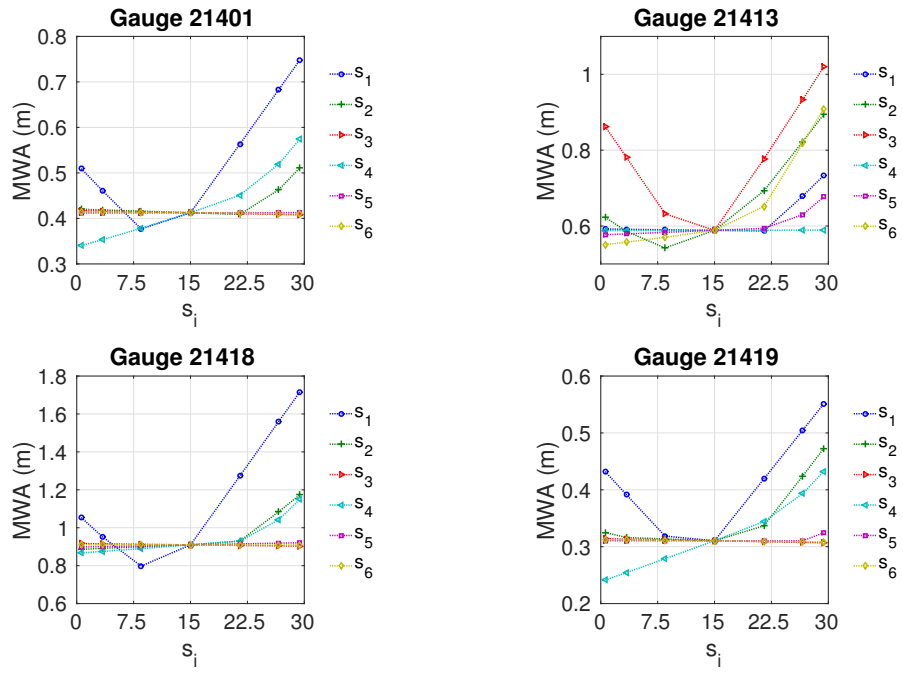 Gauge 21401
MWA (m)
0.8
0.7
0.6
0.5
0.4
0.3
0 7.5 15 22.5 30
s_i
s_1
s_2
s_3
s_4
s_5
s_6
Gauge 21413
MWA (m)
1
0.8
0.6
0 7.5 15 22.5 30
s_i
s_1
s_2
s_3
s_4
s_5
s_6
Gauge 21418
MWA (m)
1.8
1.6
1.4
1.2
1
0.8
0.6
0 7.5 15 22.5 30
s_i
s_1
s_2
s_3
s_4
s_5
s_6
Gauge 21419
MWA (m)
0.6
0.5
0.4
0.3
0.2
0 7.5 15 22.5 30
s_i
s_1
s_2
s_3
s_4
s_5
s_6